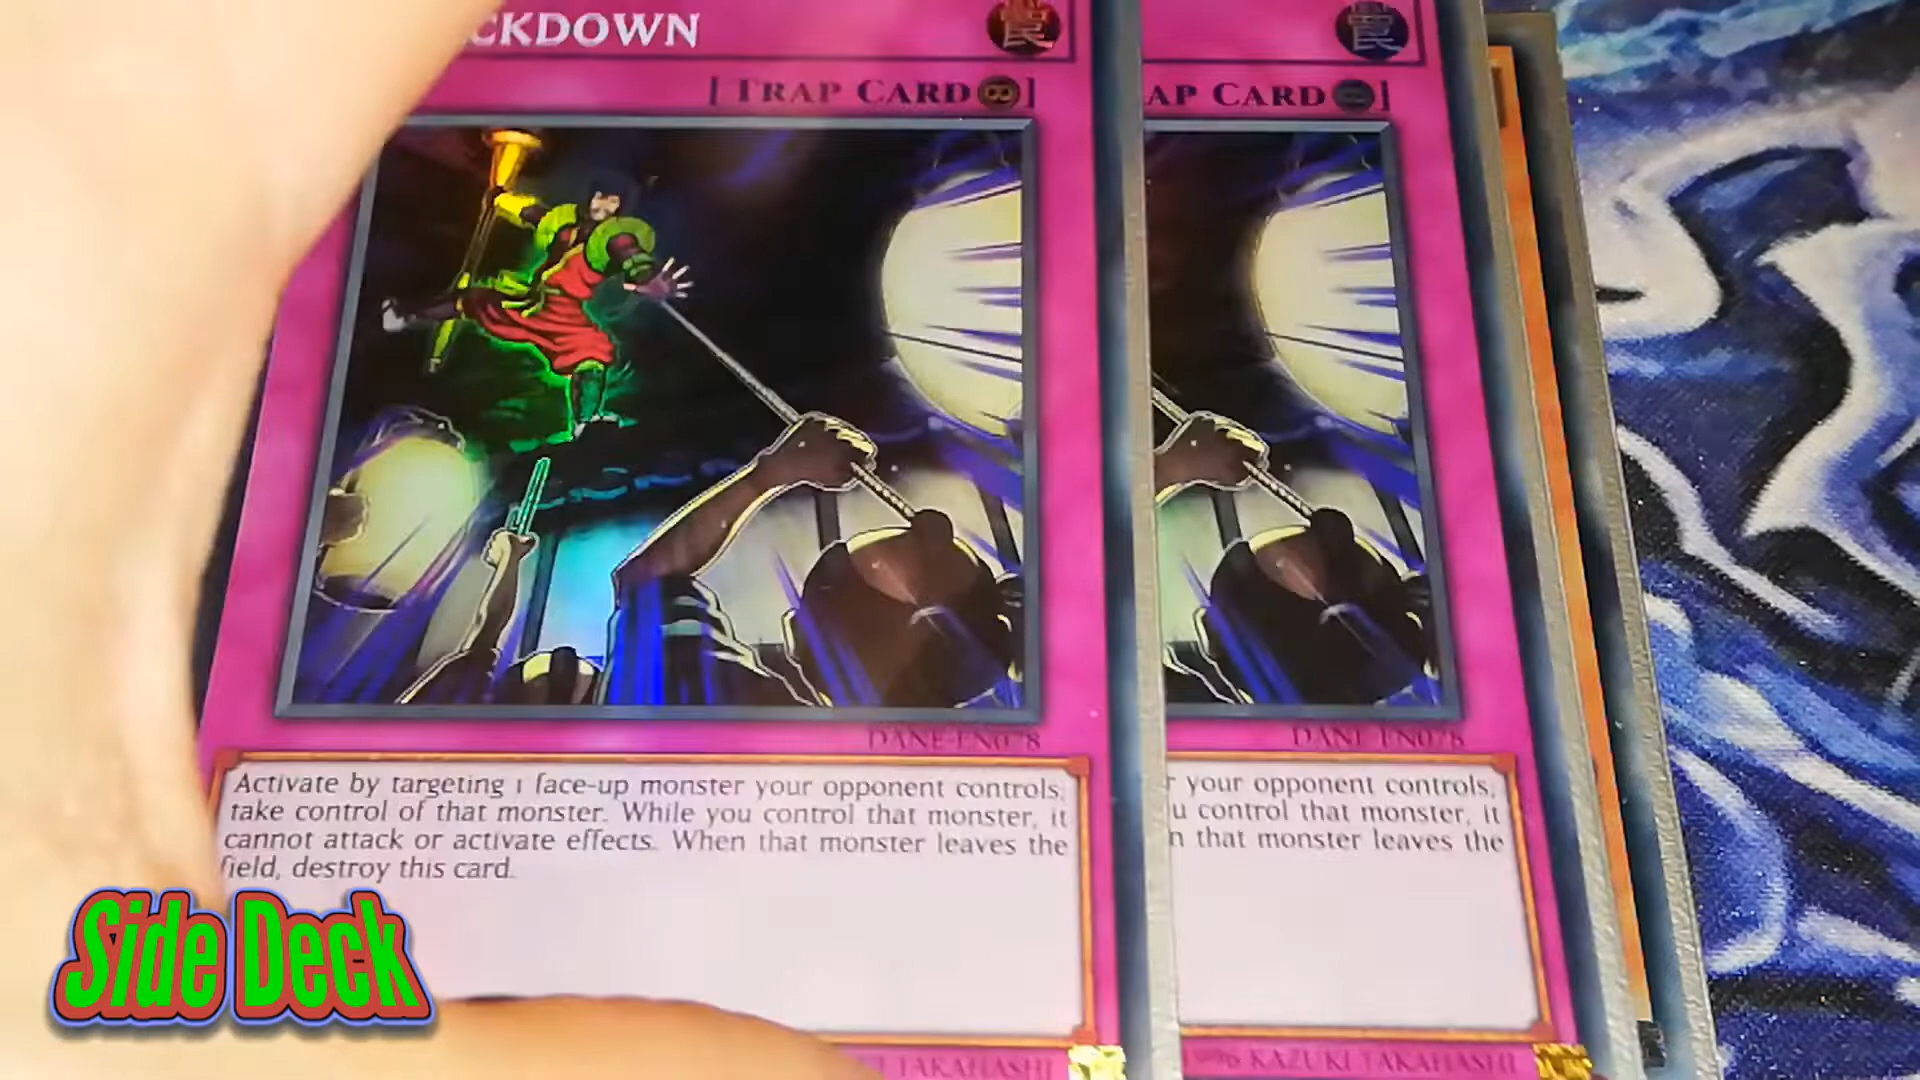 CKDOWN
[TRAP CARD]
AP CARD]
DANE-EN078
DANE-EN078
Activate by targeting 1 face-up monster your opponent controls;
take control of that monster. While you control that monster, it
cannot attack or activate effects. When that monster leaves the
field, destroy this card.
r your opponent controls,
u control that monster, it
n that monster leaves the
Side Deck
TAKAHASHI
KAZUKI TAKAHASHI